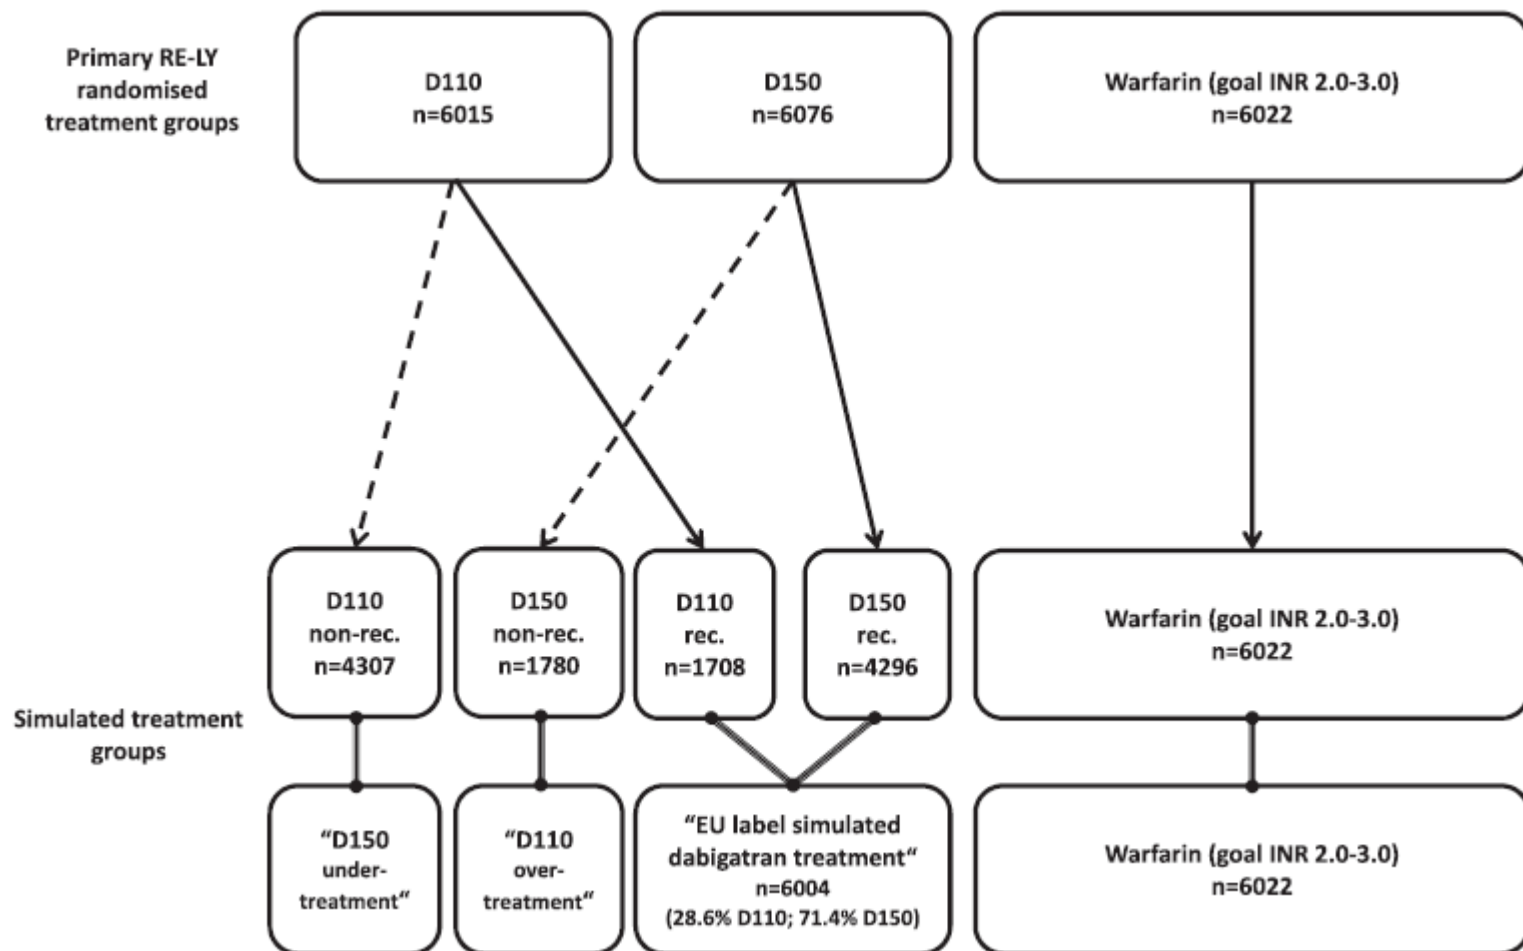 Primary RE-LY
randomised
treatment groups
D110
n=6015
D150
n=6076
Warfarin (goal INR 2.0-3.0)
n=6022
D110
non-rec.
n=4307
D150
non-rec.
n=1780
D110
rec.
n=1708
D150
rec.
n=4296
Warfarin (goal INR 2.0-3.0)
n=6022
Simulated treatment
groups
“D150
under-
treatment“
“D110
over-
treatment“
“EU label simulated
dabigatran treatment“
n=6004
(28.6% D110; 71.4% D150)
Warfarin (goal INR 2.0-3.0)
n=6022